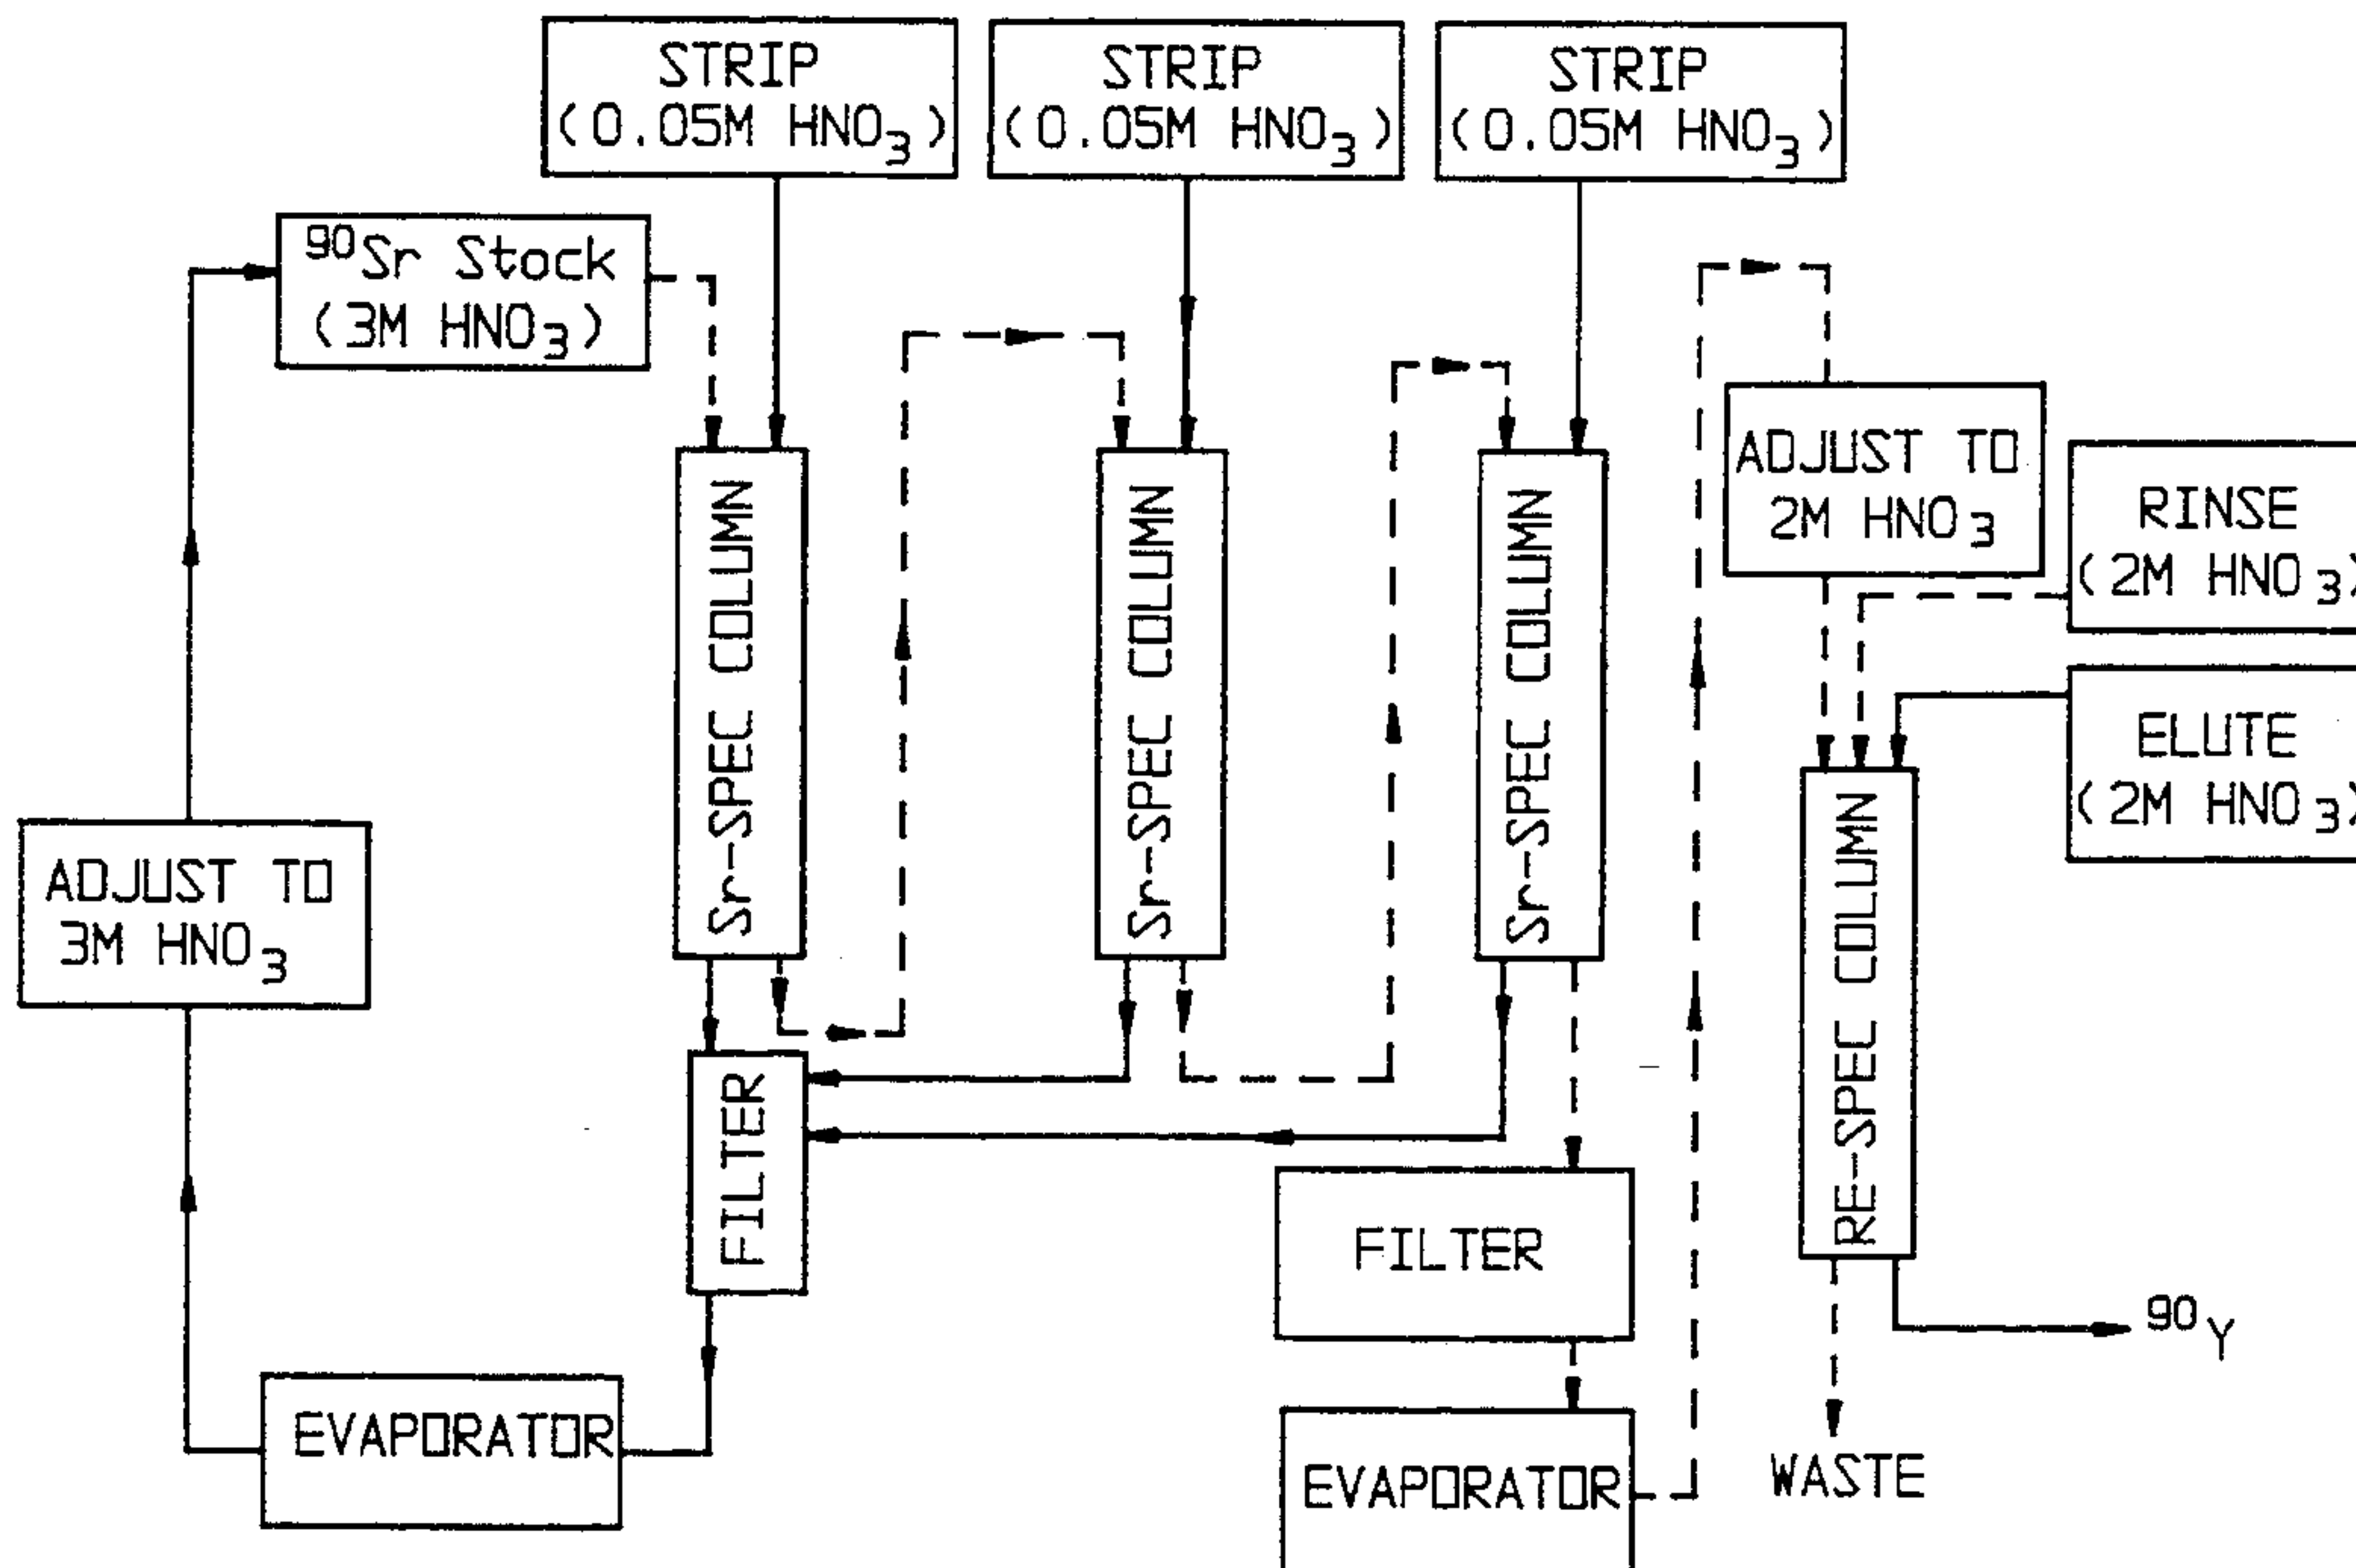 STRIP
(0.05M HNO₃)
STRIP
(0.05M HNO₃)
STRIP
(0.05M HNO₃)
⁹⁰Sr Stock
(3M HNO₃)
ADJUST TO
2M HNO₃
RINSE
(2M HNO₃)
ELUTE
(2M HNO₃)
Sr-SPEC COLUMN
Sr-SPEC COLUMN
Sr-SPEC COLUMN
RE-SPEC COLUMN
ADJUST TO
3M HNO₃
FILTER
FILTER
⁹⁰Y
EVAPORATOR
EVAPORATOR
WASTE